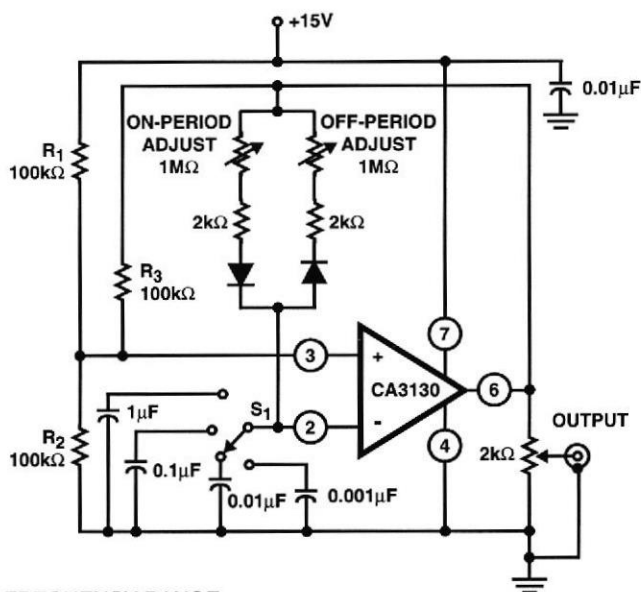 +15V
0.01μF
ON-PERIOD
ADJUST
1MΩ
OFF-PERIOD
ADJUST
1MΩ
R1
100kΩ
2kΩ
2kΩ
R3
100kΩ
7
3
+
CA3130
6
2
-
4
S1
1μF
OUTPUT
R2
100kΩ
0.1μF
0.01μF
0.001μF
2kΩ